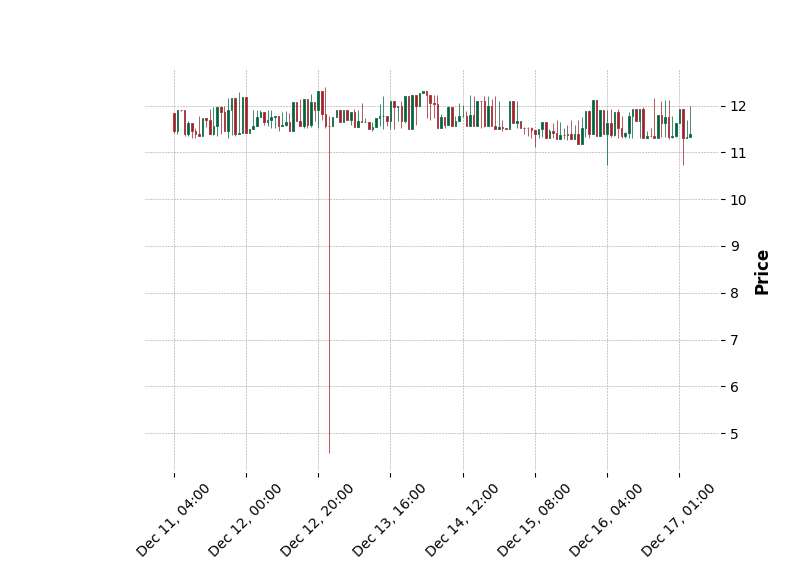 12
11
10
9
8
7
6
5
Price
Dec 11, 04:00
Dec 12, 00:00
Dec 12, 20:00
Dec 13, 16:00
Dec 14, 12:00
Dec 15, 08:00
Dec 16, 04:00
Dec 17, 01:00